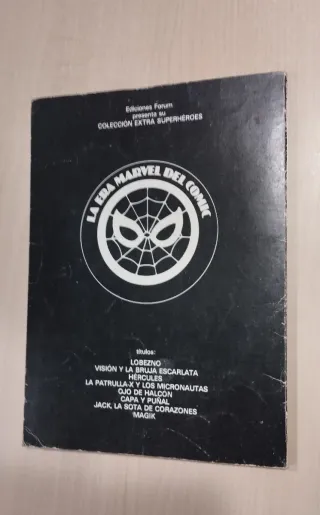 Ediciones Forum
presenta su
COLECCIÓN EXTRA SUPERHÉROES
LA ERA MARVEL DEL COMIC
títulos:
LOBEZNO
VISIÓN Y LA BRUJA ESCARLATA
HÉRCULES
LA PATRULLA-X Y LOS MICRONAUTAS
OJO DE HALCÓN
CAPA Y PUÑAL
JACK, LA SOTA DE CORAZONES
MAGIK